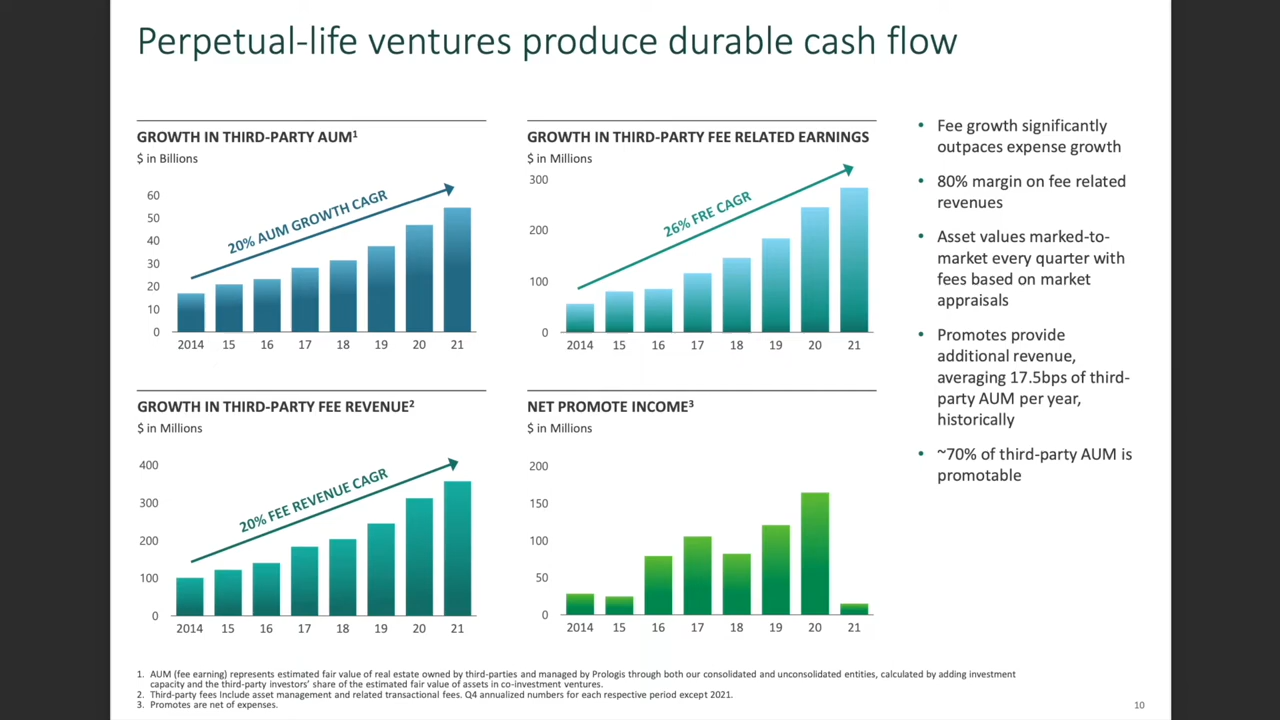 Perpetual-life ventures produce durable cash flow
GROWTH IN THIRD-PARTY AUM¹
$ in Billions
60
50
40
30
20
10
0
20% AUM GROWTH CAGR
2014 15 16 17 18 19 20 21
GROWTH IN THIRD-PARTY FEE RELATED EARNINGS
$ in Millions
300
200
100
0
26% FRE CAGR
2014 15 16 17 18 19 20 21
GROWTH IN THIRD-PARTY FEE REVENUE²
$ in Millions
400
300
200
100
0
20% FEE REVENUE CAGR
2014 15 16 17 18 19 20 21
NET PROMOTE INCOME³
$ in Millions
200
150
100
50
0
2014 15 16 17 18 19 20 21
• Fee growth significantly
outpaces expense growth
• 80% margin on fee related
revenues
• Asset values marked-to-
market every quarter with
fees based on market
appraisals
• Promotes provide
additional revenue,
averaging 17.5bps of third-
party AUM per year,
historically
• ~70% of third-party AUM is
promotable
1. AUM (fee earning) represents estimated fair value of real estate owned by third-parties and managed by Prologis through both our consolidated and unconsolidated entities, calculated by adding investment
capacity and the third-party investors' share of the estimated fair value of assets in co-investment ventures.
2. Third-party fees Include asset management and related transactional fees. Q4 annualized numbers for each respective period except 2021.
3. Promotes are net of expenses.
10